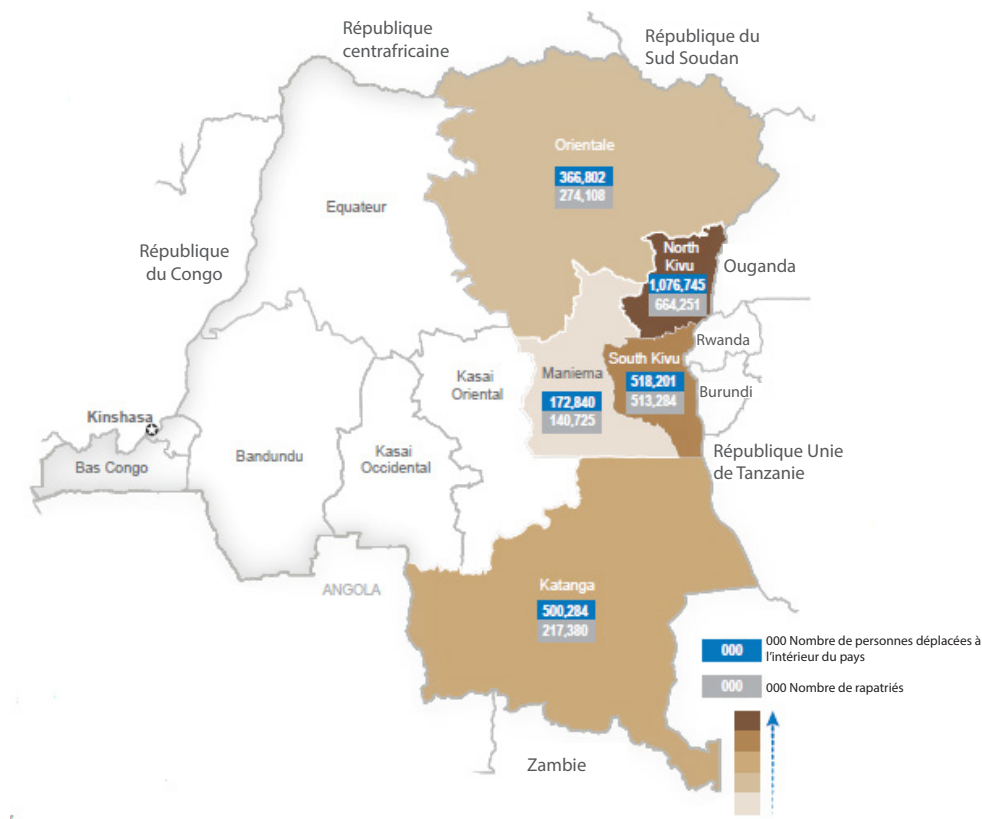 République
centrafricaine
République du
Sud Soudan
Orientale
366,802
274,108
Equateur
North
Kivu
1,076,745
664,251
Ouganda
République
du Congo
Rwanda
South Kivu
518,201
513,284
Maniema
172,840
140,725
Burundi
Kasai
Oriental
Kinshasa
Bas Congo
Bandundu
Kasai
Occidental
République Unie
de Tanzanie
ANGOLA
Katanga
500,284
217,380
000
000 Nombre de personnes déplacées à
l'intérieur du pays
000
000 Nombre de rapatriés
Zambie